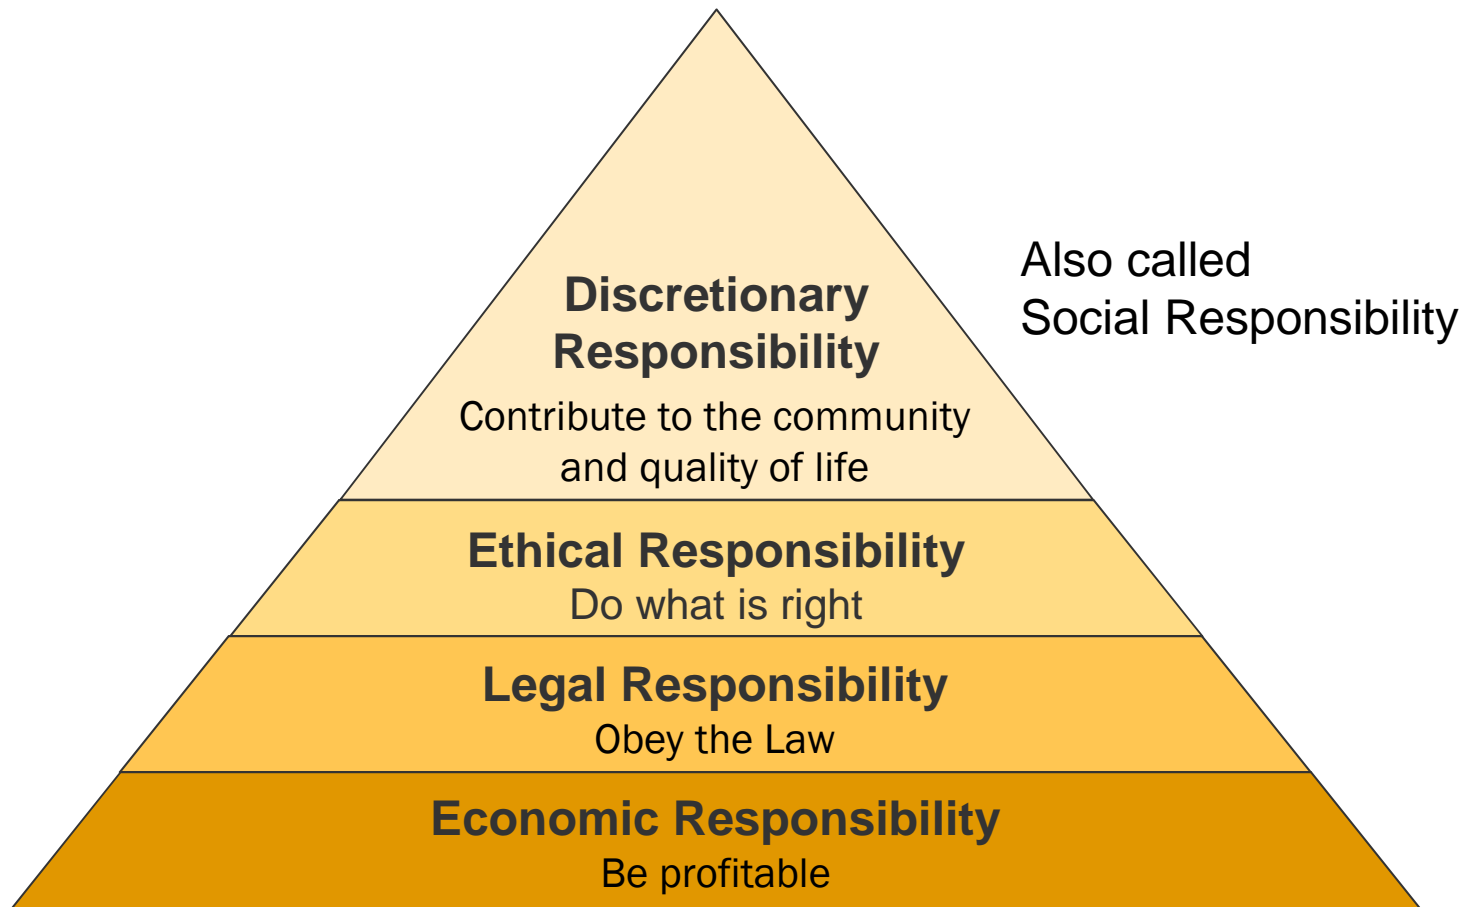 Discretionary
Responsibility
Contribute to the community
and quality of life
Also called
Social Responsibility
Ethical Responsibility
Do what is right
Legal Responsibility
Obey the Law
Economic Responsibility
Be profitable